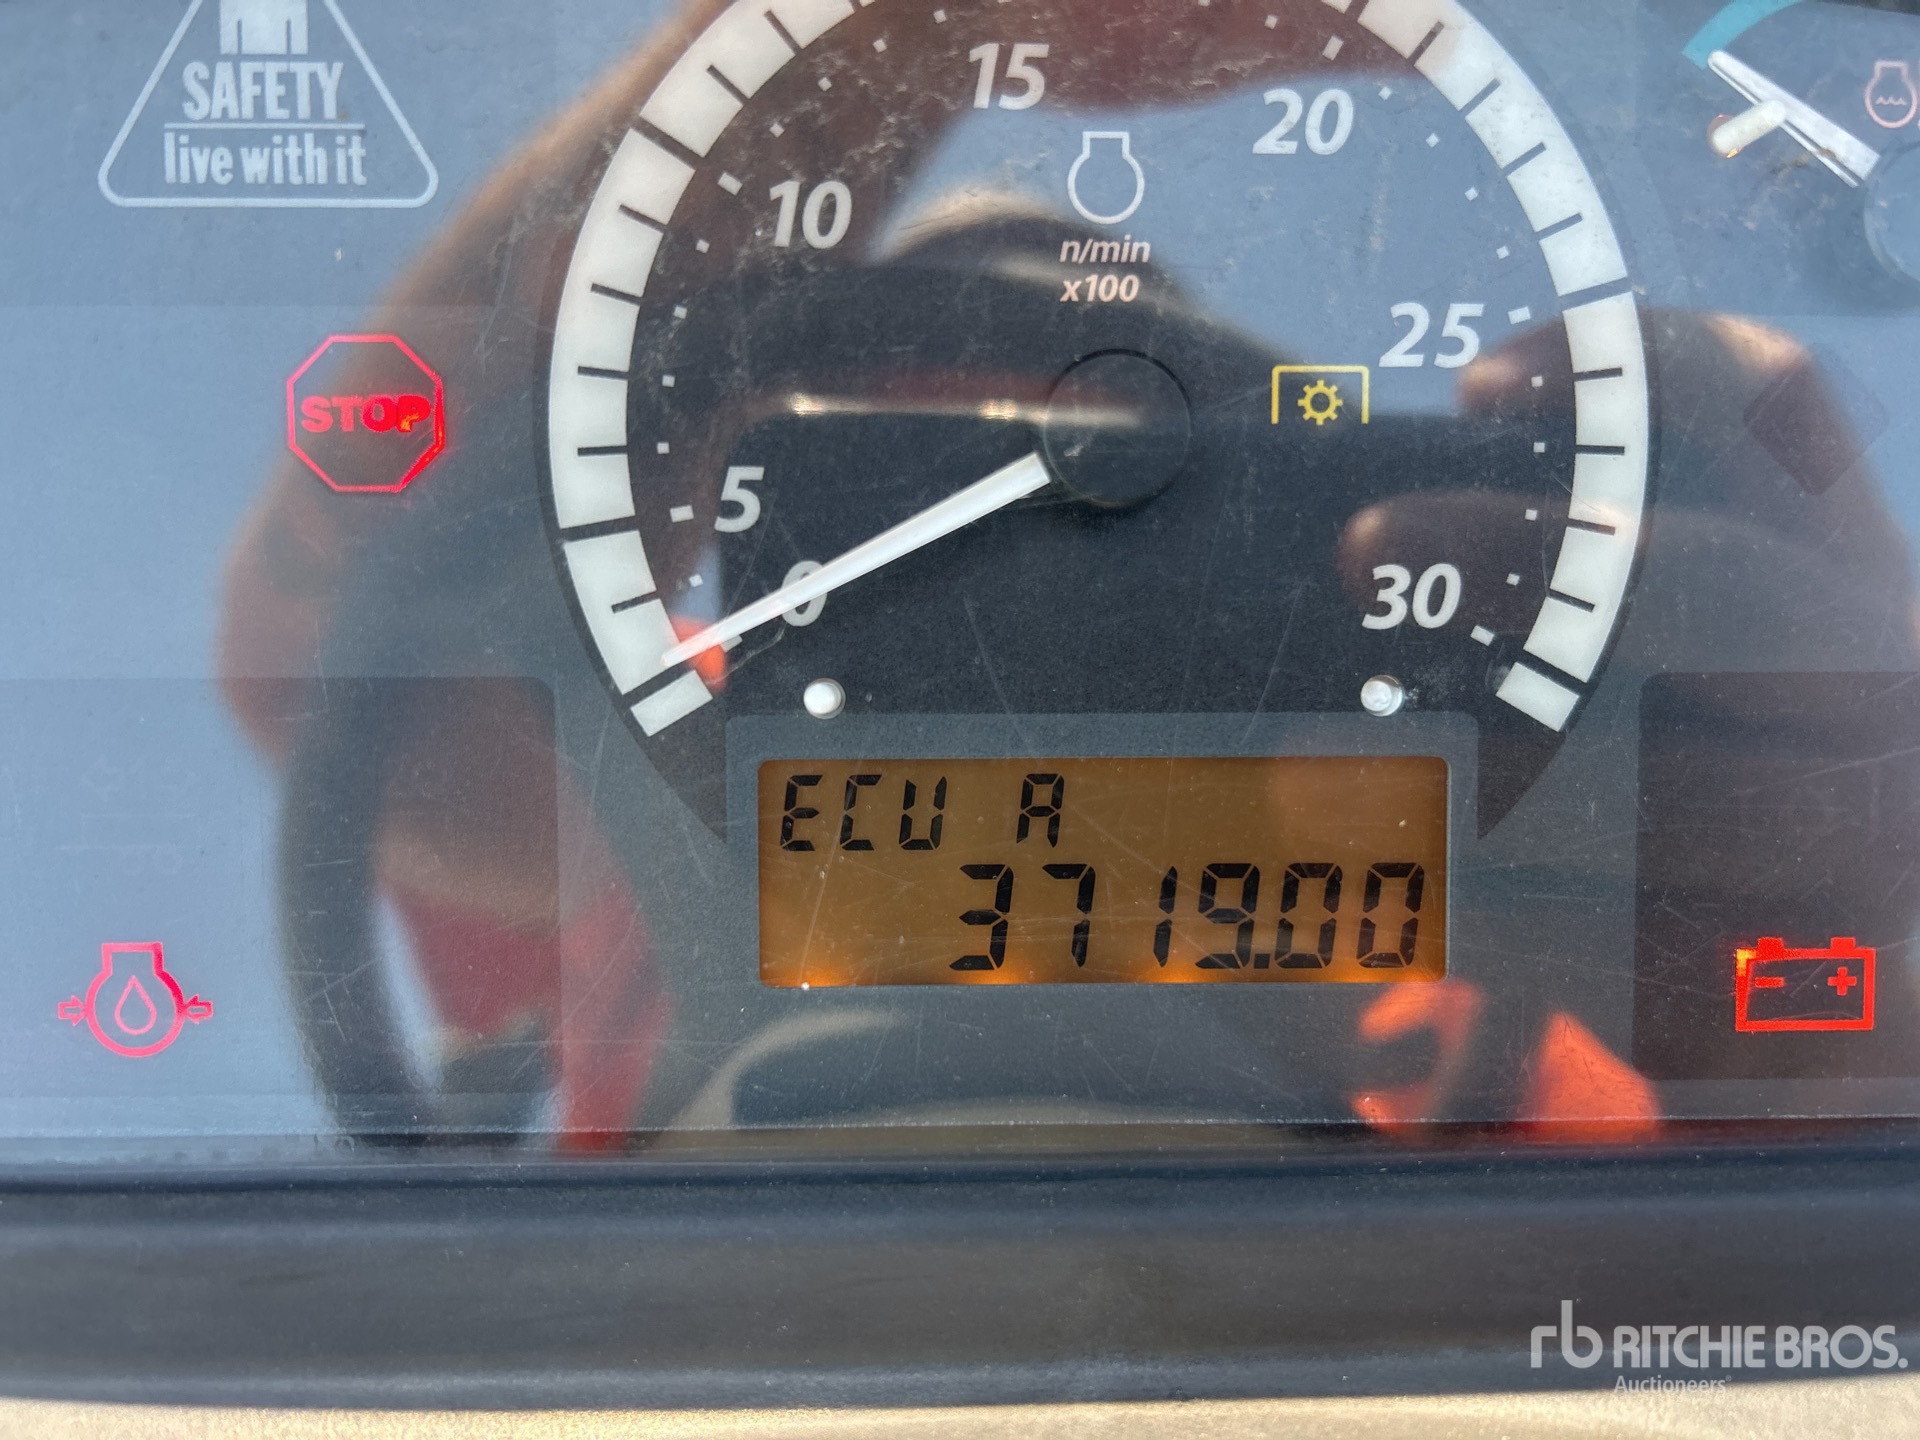 SAFETY
live with it
15
20
10
n/min
x100
25
STOP
5
0
30
ECU A
3719.00
- +
rb RITCHIE BROS.
Auctioneers